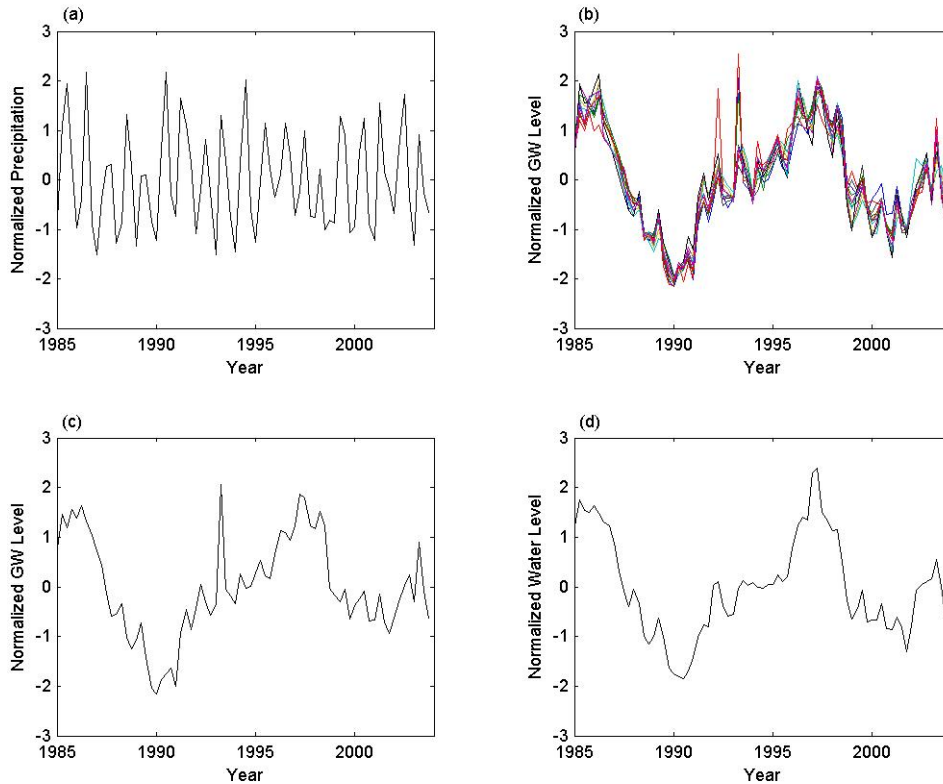 (a)
Normalized Precipitation
3
2
1
0
-1
-2
-3
1985 1990 1995 2000
Year
(b)
Normalized GW Level
3
2
1
0
-1
-2
-3
1985 1990 1995 2000
Year
(c)
Normalized GW Level
3
2
1
0
-1
-2
-3
1985 1990 1995 2000
Year
(d)
Normalized Water Level
3
2
1
0
-1
-2
-3
1985 1990 1995 2000
Year